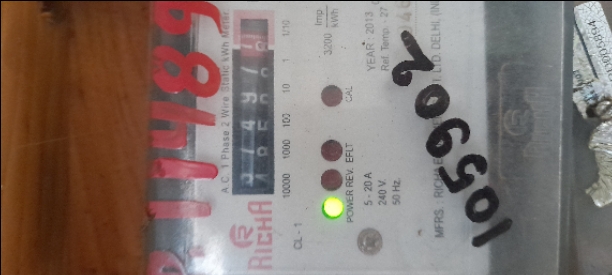 11489
A C 1 Phase 2 Wire Static kWh Meter
RICHA
10000 1000 100 10 1 1/10
CL - 1
Imp.
3200 kWh
POWER REV. EFLT CAL
5 - 20 A
240 V.
50 Hz.
YEAR : 2013
Ref. Temp. - 27
105902
MFRS. : RICHA LTD. DELHI,
RICHA